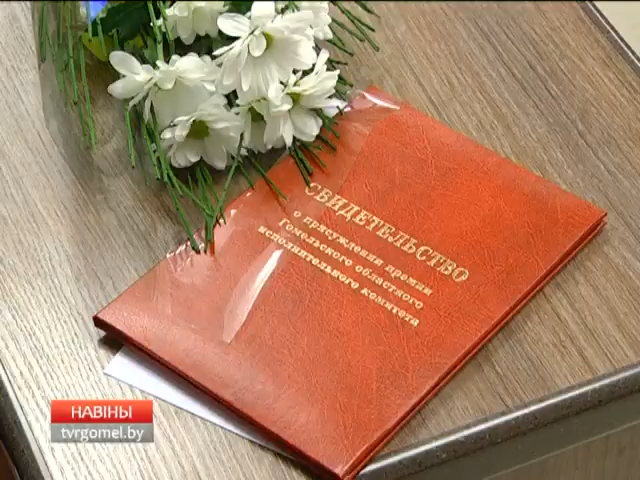 СВИДЕТЕЛЬСТВО
о присуждении премии
Гомельского областного
исполнительного комитета
НАВІНЫ
tvrgomel.by